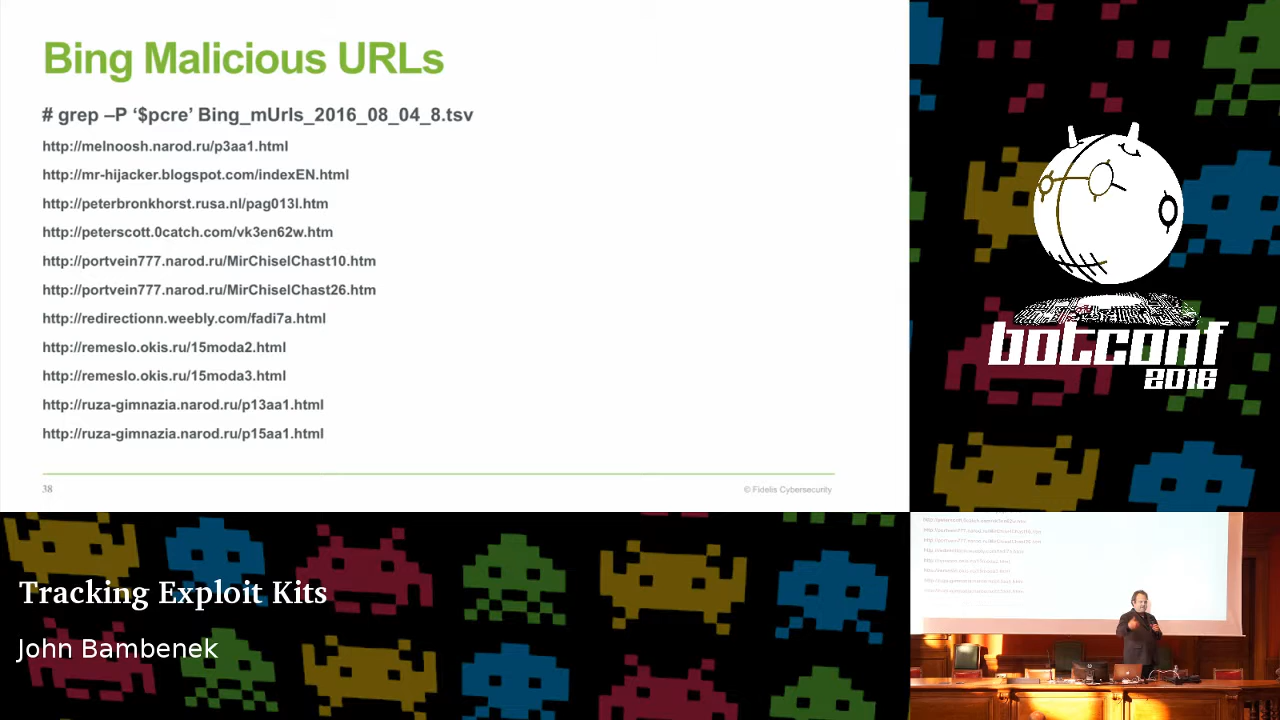 Bing Malicious URLs
# grep –P ‘$pcre’ Bing_mUrls_2016_08_04_8.tsv
http://melnoosh.narod.ru/p3aa1.html
http://mr-hijacker.blogspot.com/indexEN.html
http://peterbronkhorst.rusa.nl/pag013l.htm
http://peterscott.0catch.com/vk3en62w.htm
http://portvein777.narod.ru/MirChiselChast10.htm
http://portvein777.narod.ru/MirChiselChast26.htm
http://redirectionn.weebly.com/fadi7a.html
http://remeslo.okis.ru/15moda2.html
http://remeslo.okis.ru/15moda3.html
http://ruza-gimnazia.narod.ru/p13aa1.html
http://ruza-gimnazia.narod.ru/p15aa1.html
38
© Fidelis Cybersecurity
botconf
2016
Tracking Exploit Kits
John Bambenek